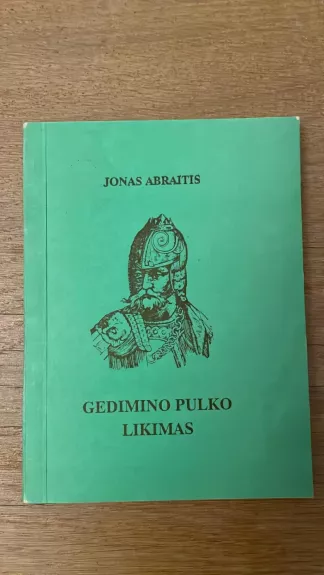 JONAS ABRAITIS
GEDIMINO PULKO
LIKIMAS